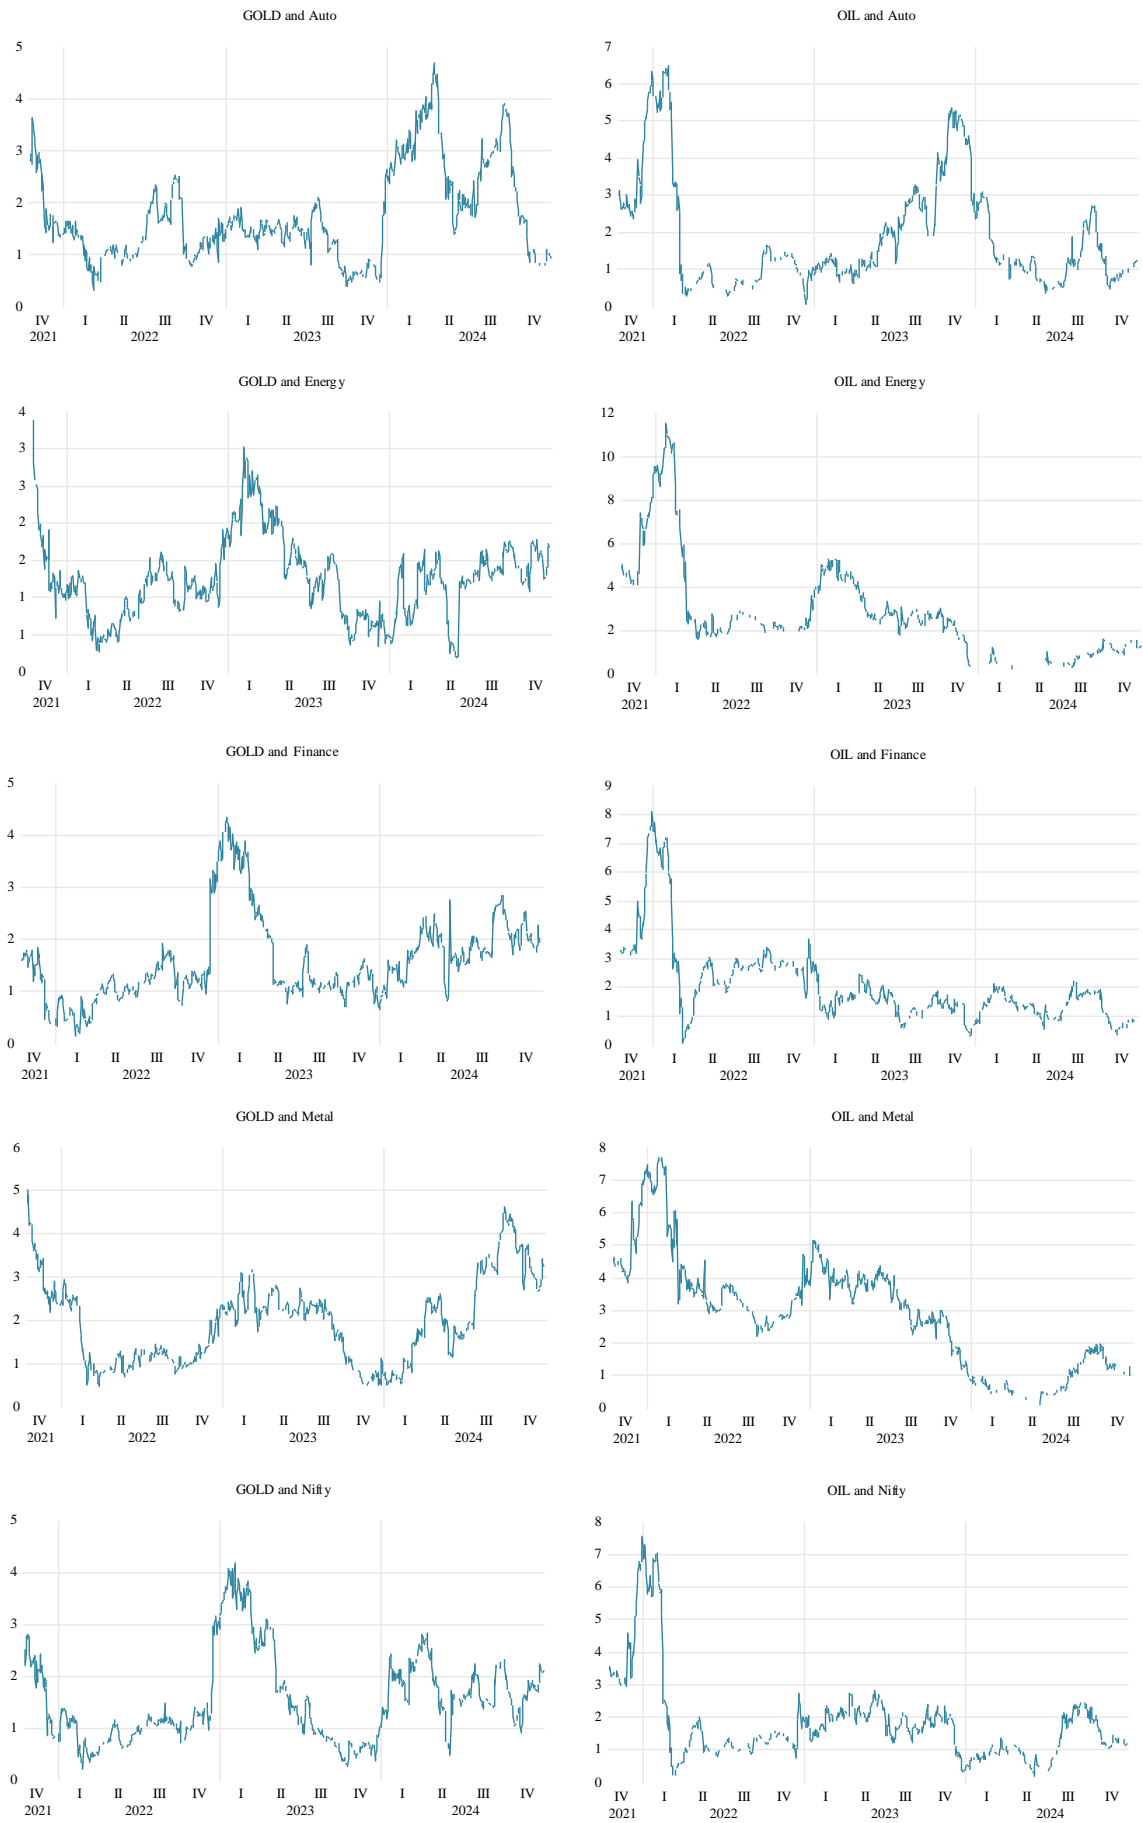 GOLD and Auto
5
4
3
2
1
0
IV I II III IV I II III IV I II III IV
2021 2022 2023 2024
OIL and Auto
7
6
5
4
3
2
1
0
IV I II III IV I II III IV I II III IV
2021 2022 2023 2024
GOLD and Energy
4
3
3
2
2
1
1
0
IV I II III IV I II III IV I II III IV
2021 2022 2023 2024
OIL and Energy
12
10
8
6
4
2
0
IV I II III IV I II III IV I II III IV
2021 2022 2023 2024
GOLD and Finance
5
4
3
2
1
0
IV I II III IV I II III IV I II III IV
2021 2022 2023 2024
OIL and Finance
9
8
7
6
5
4
3
2
1
0
IV I II III IV I II III IV I II III IV
2021 2022 2023 2024
GOLD and Metal
6
5
4
3
2
1
0
IV I II III IV I II III IV I II III IV
2021 2022 2023 2024
OIL and Metal
8
7
6
5
4
3
2
1
0
IV I II III IV I II III IV I II III IV
2021 2022 2023 2024
GOLD and Nifty
5
4
3
2
1
0
IV I II III IV I II III IV I II III IV
2021 2022 2023 2024
OIL and Nifty
8
7
6
5
4
3
2
1
0
IV I II III IV I II III IV I II III IV
2021 2022 2023 2024